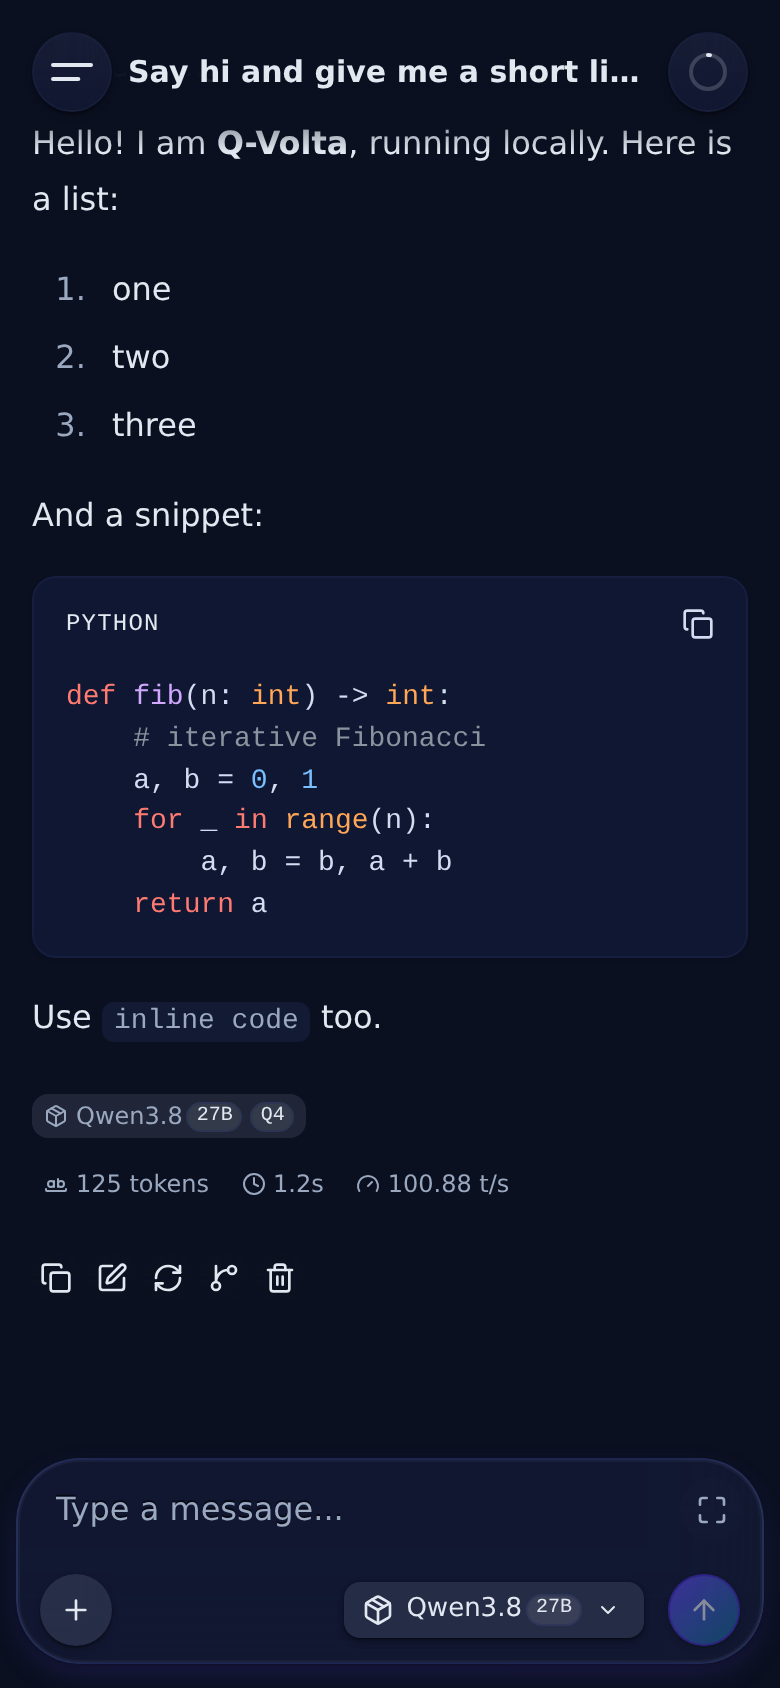 Say hi and give me a short li...
Hello! I am Q-Volta, running locally. Here is
a list:
1. one
2. two
3. three
And a snippet:
PYTHON
def fib(n: int) -> int:
    # iterative Fibonacci
    a, b = 0, 1
    for _ in range(n):
        a, b = b, a + b
    return a
Use inline code too.
Qwen3.8 27B Q4
125 tokens 1.2s 100.88 t/s
Type a message...
Qwen3.8 27B